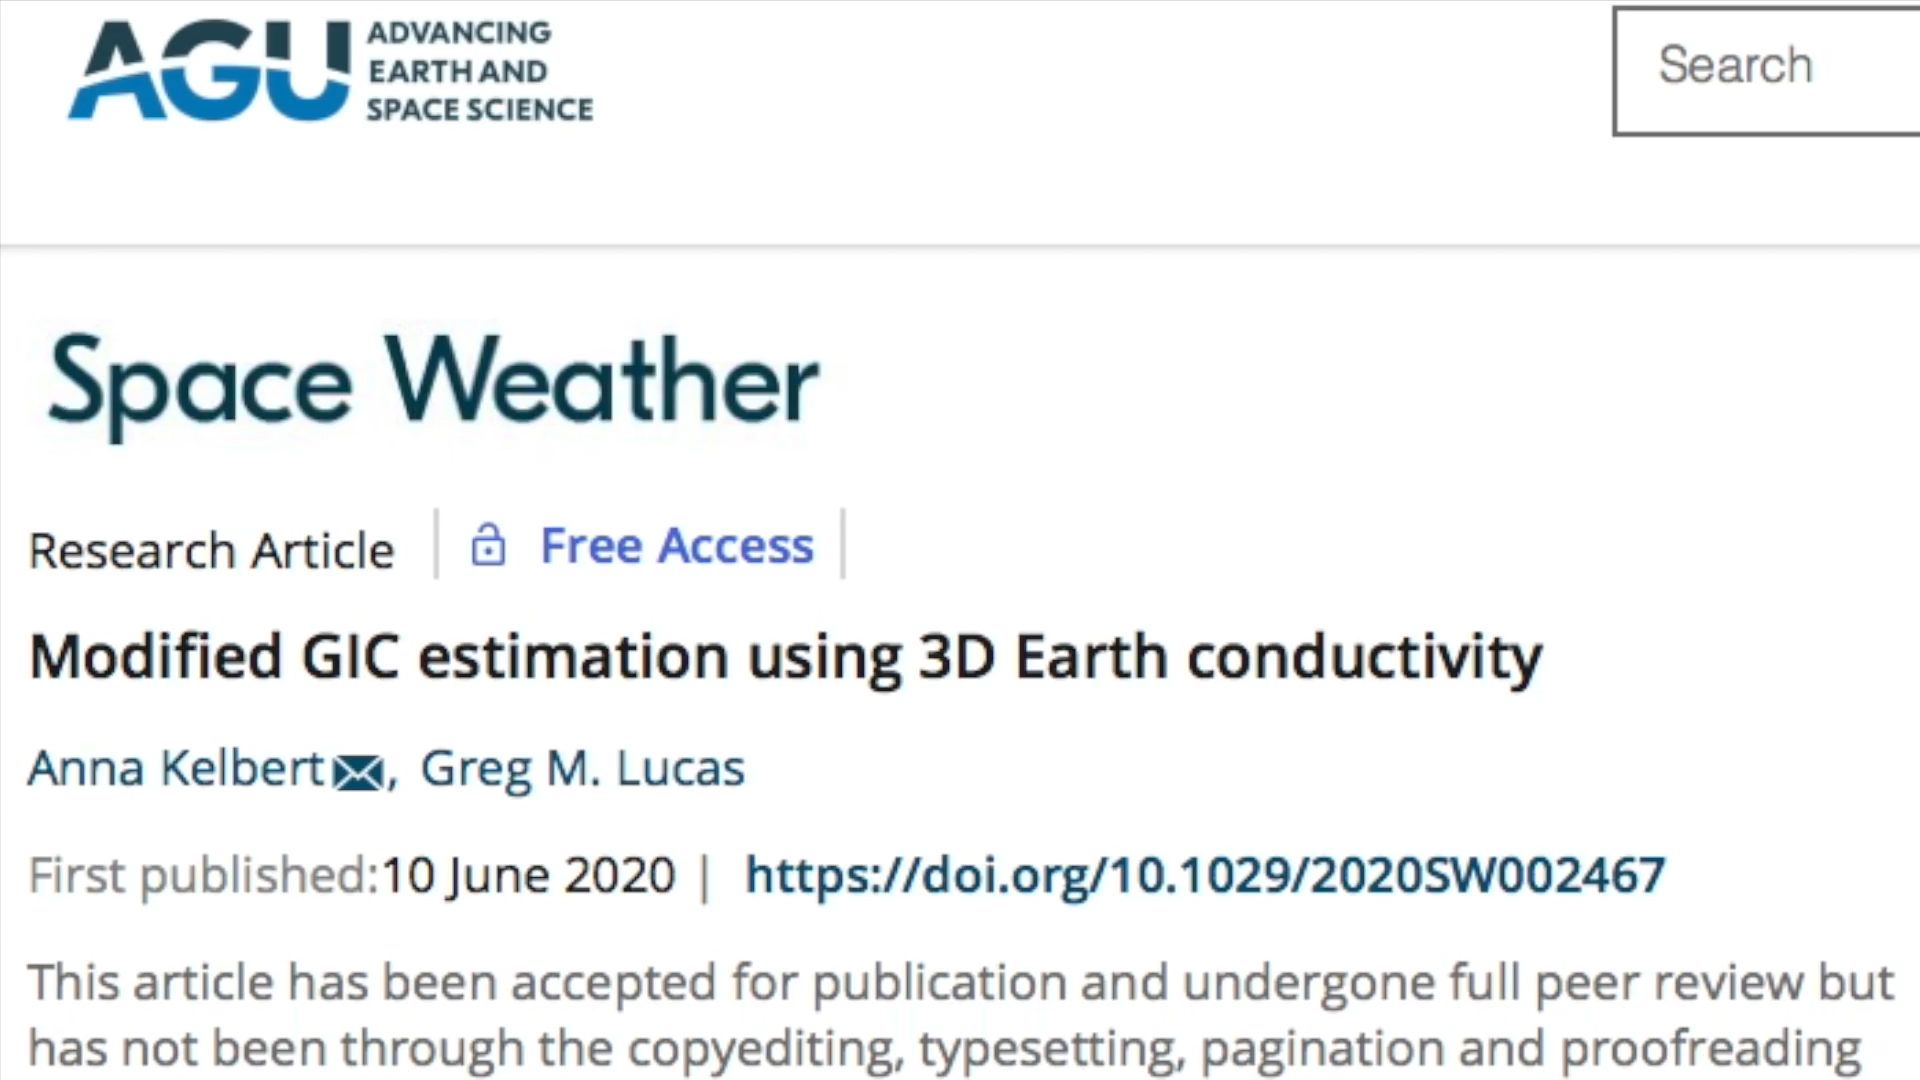 AGU ADVANCING
EARTH AND
SPACE SCIENCE
Search
Space Weather
Research Article | Free Access |
Modified GIC estimation using 3D Earth conductivity
Anna Kelbert, Greg M. Lucas
First published:10 June 2020 | https://doi.org/10.1029/2020SW002467
This article has been accepted for publication and undergone full peer review but
has not been through the copyediting, typesetting, pagination and proofreading